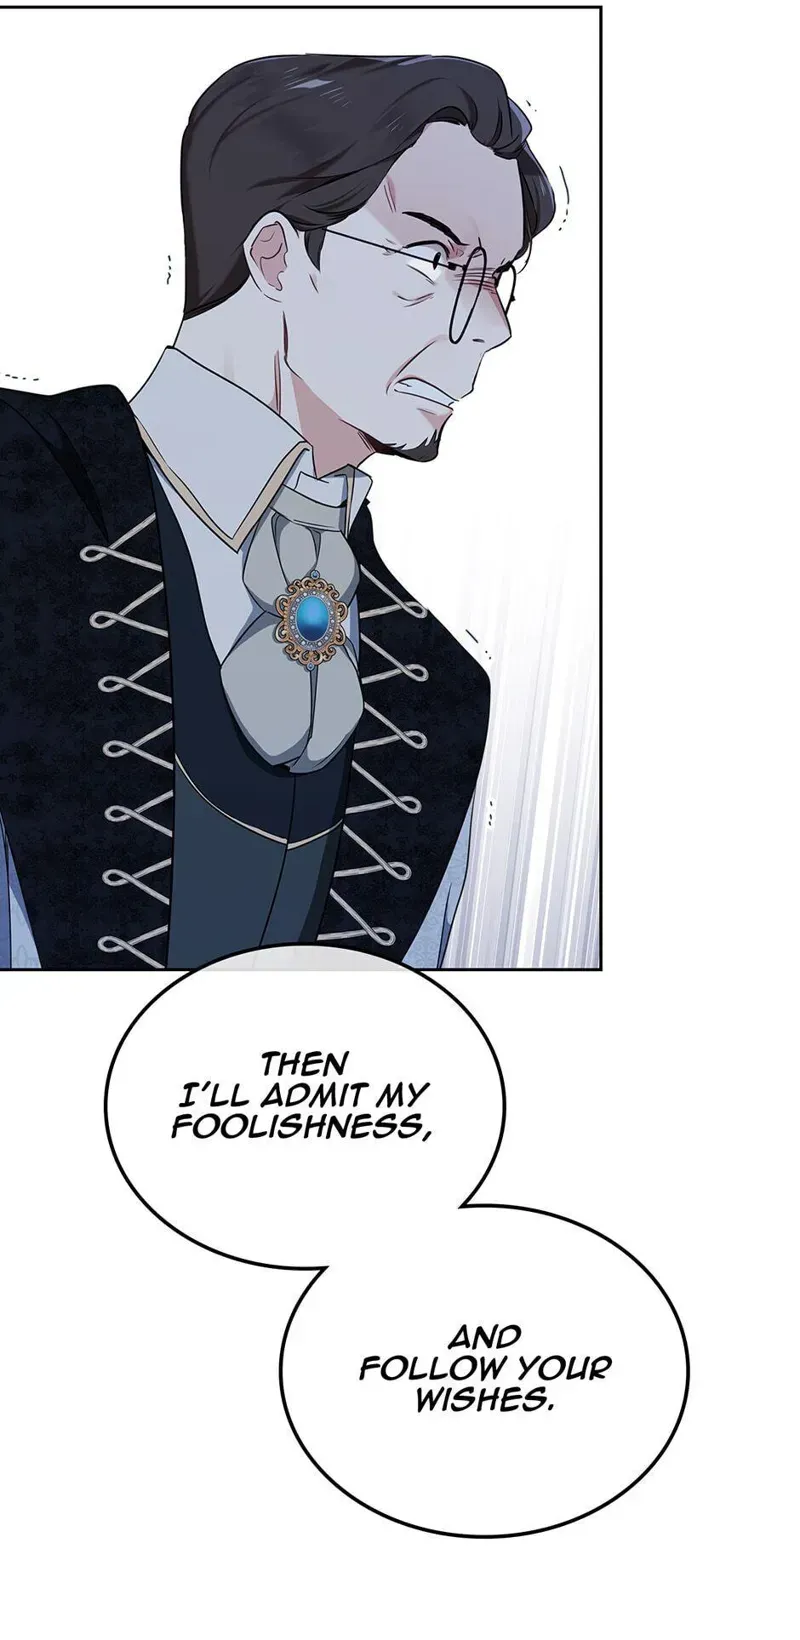 THEN
I'LL ADMIT MY
FOOLISHNESS,
AND
FOLLOW YOUR
WISHES.